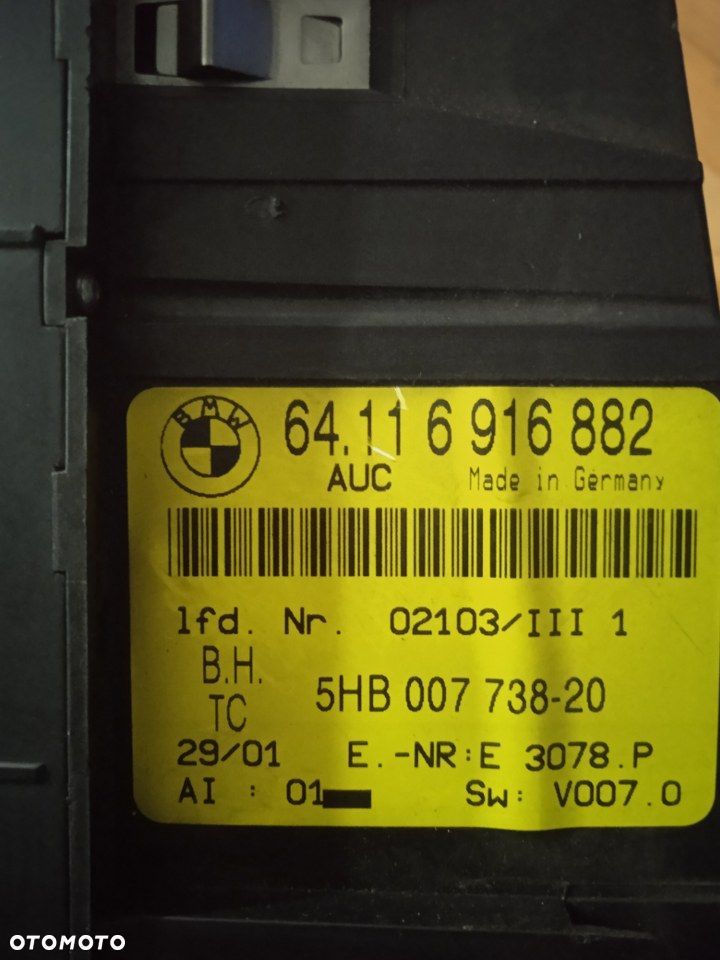 BMW
64.11 6 916 882
AUC Made in Germany
lfd. Nr. 02103/III 1
B.H.
TC
5HB 007 738-20
29/01 E.-NR:E 3078.P
AI : 01
Sw: V007.0
OTOMOTO